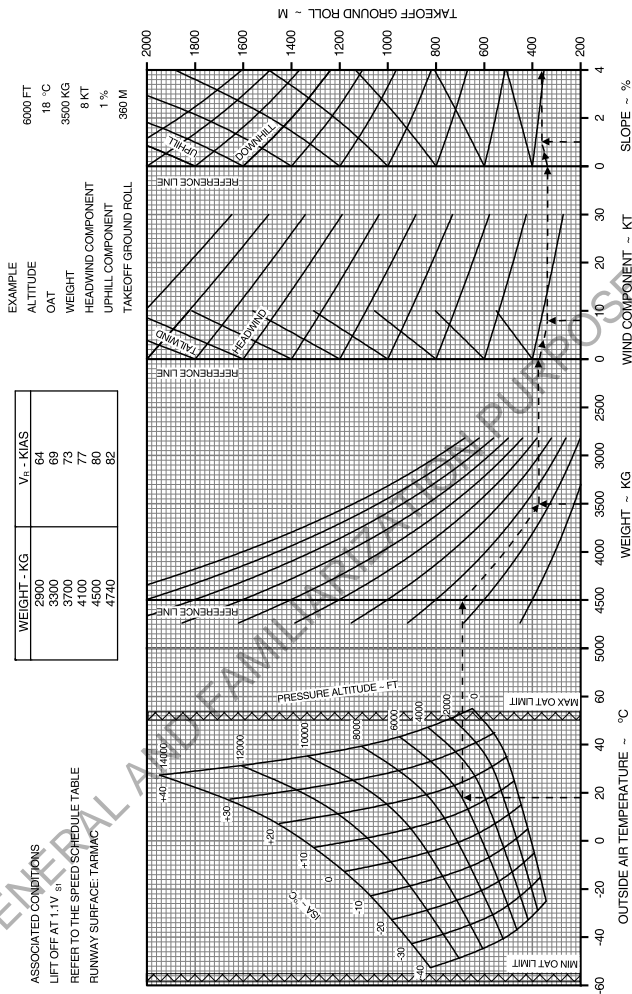 GENERAL AND FAMILIARIZATION PURPOSE
ASSOCIATED CONDITIONS
LIFT OFF AT 1.1V S1
REFER TO THE SPEED SCHEDULE TABLE
RUNWAY SURFACE: TARMAC
WEIGHT - KG VR - KIAS
2900 64
3300 69
3700 73
4100 77
4500 80
4740 82
EXAMPLE
ALTITUDE 6000 FT
OAT 18 °C
WEIGHT 3500 KG
HEADWIND COMPONENT 8 KT
UPHILL COMPONENT 1 %
TAKEOFF GROUND ROLL 360 M
ISA ~ °C
+40
+30
+20
+10
0
-10
-20
-30
-40
14000
12000
10000
8000
6000
4000
2000
0
PRESSURE ALTITUDE ~ FT
MIN OAT LIMIT
MAX OAT LIMIT
REFERENCE LINE
REFERENCE LINE
TAILWIND
HEADWIND
REFERENCE LINE
UPHILL
DOWNHILL
2000
1800
1600
1400
1200
1000
800
600
400
200
TAKEOFF GROUND ROLL ~ M
-60 -40 -20 0 20 40 60
OUTSIDE AIR TEMPERATURE ~ °C
5000 4500 4000 3500 3000 2500
WEIGHT ~ KG
0 10 20 30
WIND COMPONENT ~ KT
0 2 4
SLOPE ~ %